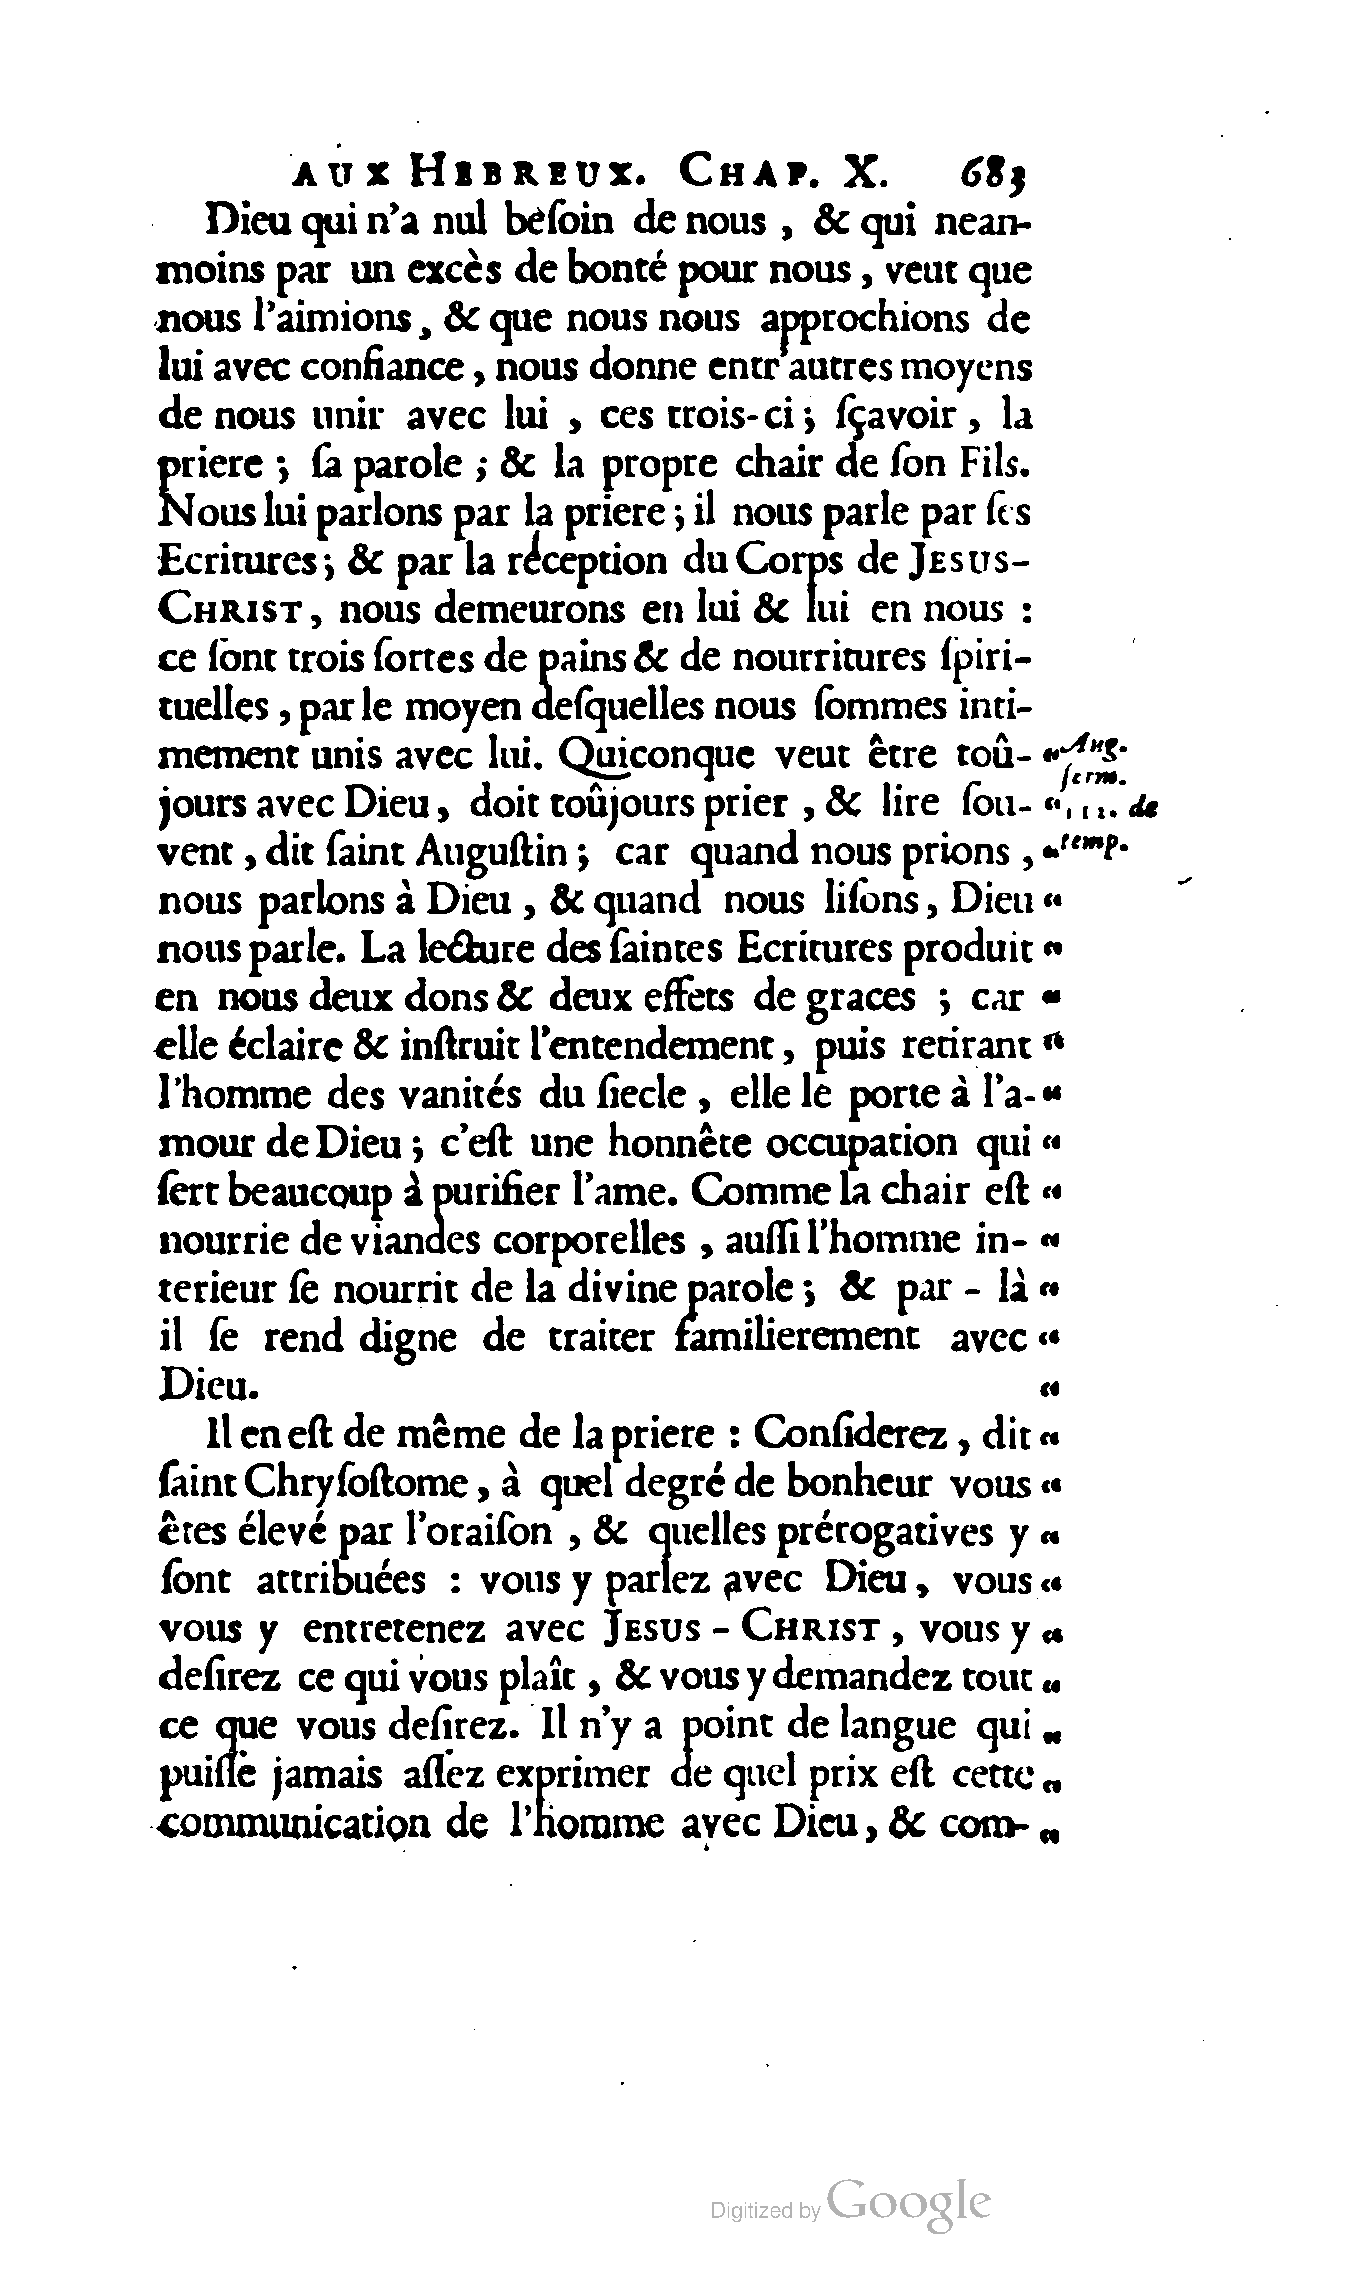 AUX HEBREUX. CHAP. X. 683
Dieu qui n'a nul besoin de nous , & qui nean-
moins par un excès de bonté pour nous , veut que
nous l'aimions, & que nous nous approchions de
lui avec confiance , nous donne entr'autres moyens
de nous unir avec lui , ces trois-ci ; sçavoir , la
priere ; sa parole ; & la propre chair de son Fils.
Nous lui parlons par la priere ; il nous parle par ses
Ecritures ; & par la réception du Corps de JESUS-
CHRIST, nous demeurons en lui & lui en nous :
ce sont trois sortes de pains & de nourritures spiri-
tuelles , par le moyen desquelles nous sommes inti-
mement unis avec lui. Quiconque veut être toû- “ Aug.
serm.
jours avec Dieu, doit toûjours prier , & lire sou- “ 112. de
vent , dit saint Augustin ; car quand nous prions , “ temp.
nous parlons à Dieu , & quand nous lisons, Dieu “
nous parle. La lecture des saintes Ecritures produit “
en nous deux dons & deux effets de graces ; car “
elle éclaire & instruit l'entendement, puis retirant “
l'homme des vanités du siecle , elle le porte à l'a- “
mour de Dieu ; c'est une honnête occupation qui “
sert beaucoup à purifier l'ame. Comme la chair est “
nourrie de viandes corporelles , aussi l'homme in- “
terieur se nourrit de la divine parole ; & par - là “
il se rend digne de traiter familierement avec “
Dieu. “
Il en est de même de la priere : Considerez , dit “
saint Chrysostome , à quel degré de bonheur vous “
êtes élevé par l'oraison , & quelles prérogatives y “
sont attribuées : vous y parlez avec Dieu, vous “
vous y entretenez avec JESUS - CHRIST , vous y “
desirez ce qui vous plaît , & vous y demandez tout “
ce que vous desirez. Il n'y a point de langue qui “
puisse jamais assez exprimer de quel prix est cette “
communication de l'homme avec Dieu, & com- “
Digitized by Google